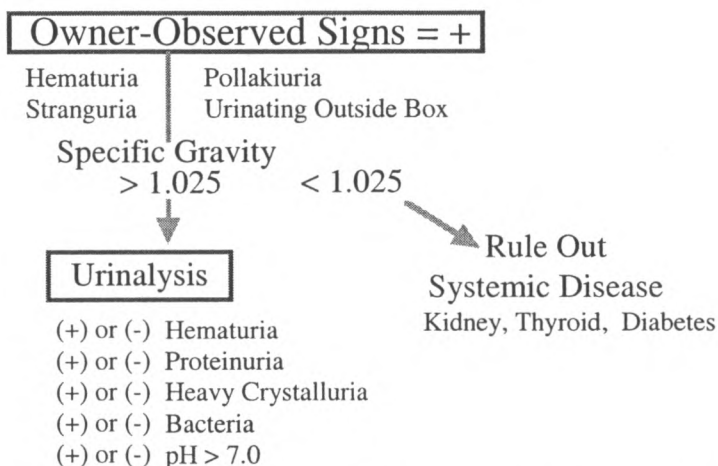 Owner-Observed Signs = +
Hematuria Pollakiuria
Stranguria Urinating Outside Box
Specific Gravity
> 1.025 < 1.025
Rule Out
Urinalysis Systemic Disease
Kidney, Thyroid, Diabetes
(+) or (-) Hematuria
(+) or (-) Proteinuria
(+) or (-) Heavy Crystalluria
(+) or (-) Bacteria
(+) or (-) pH > 7.0